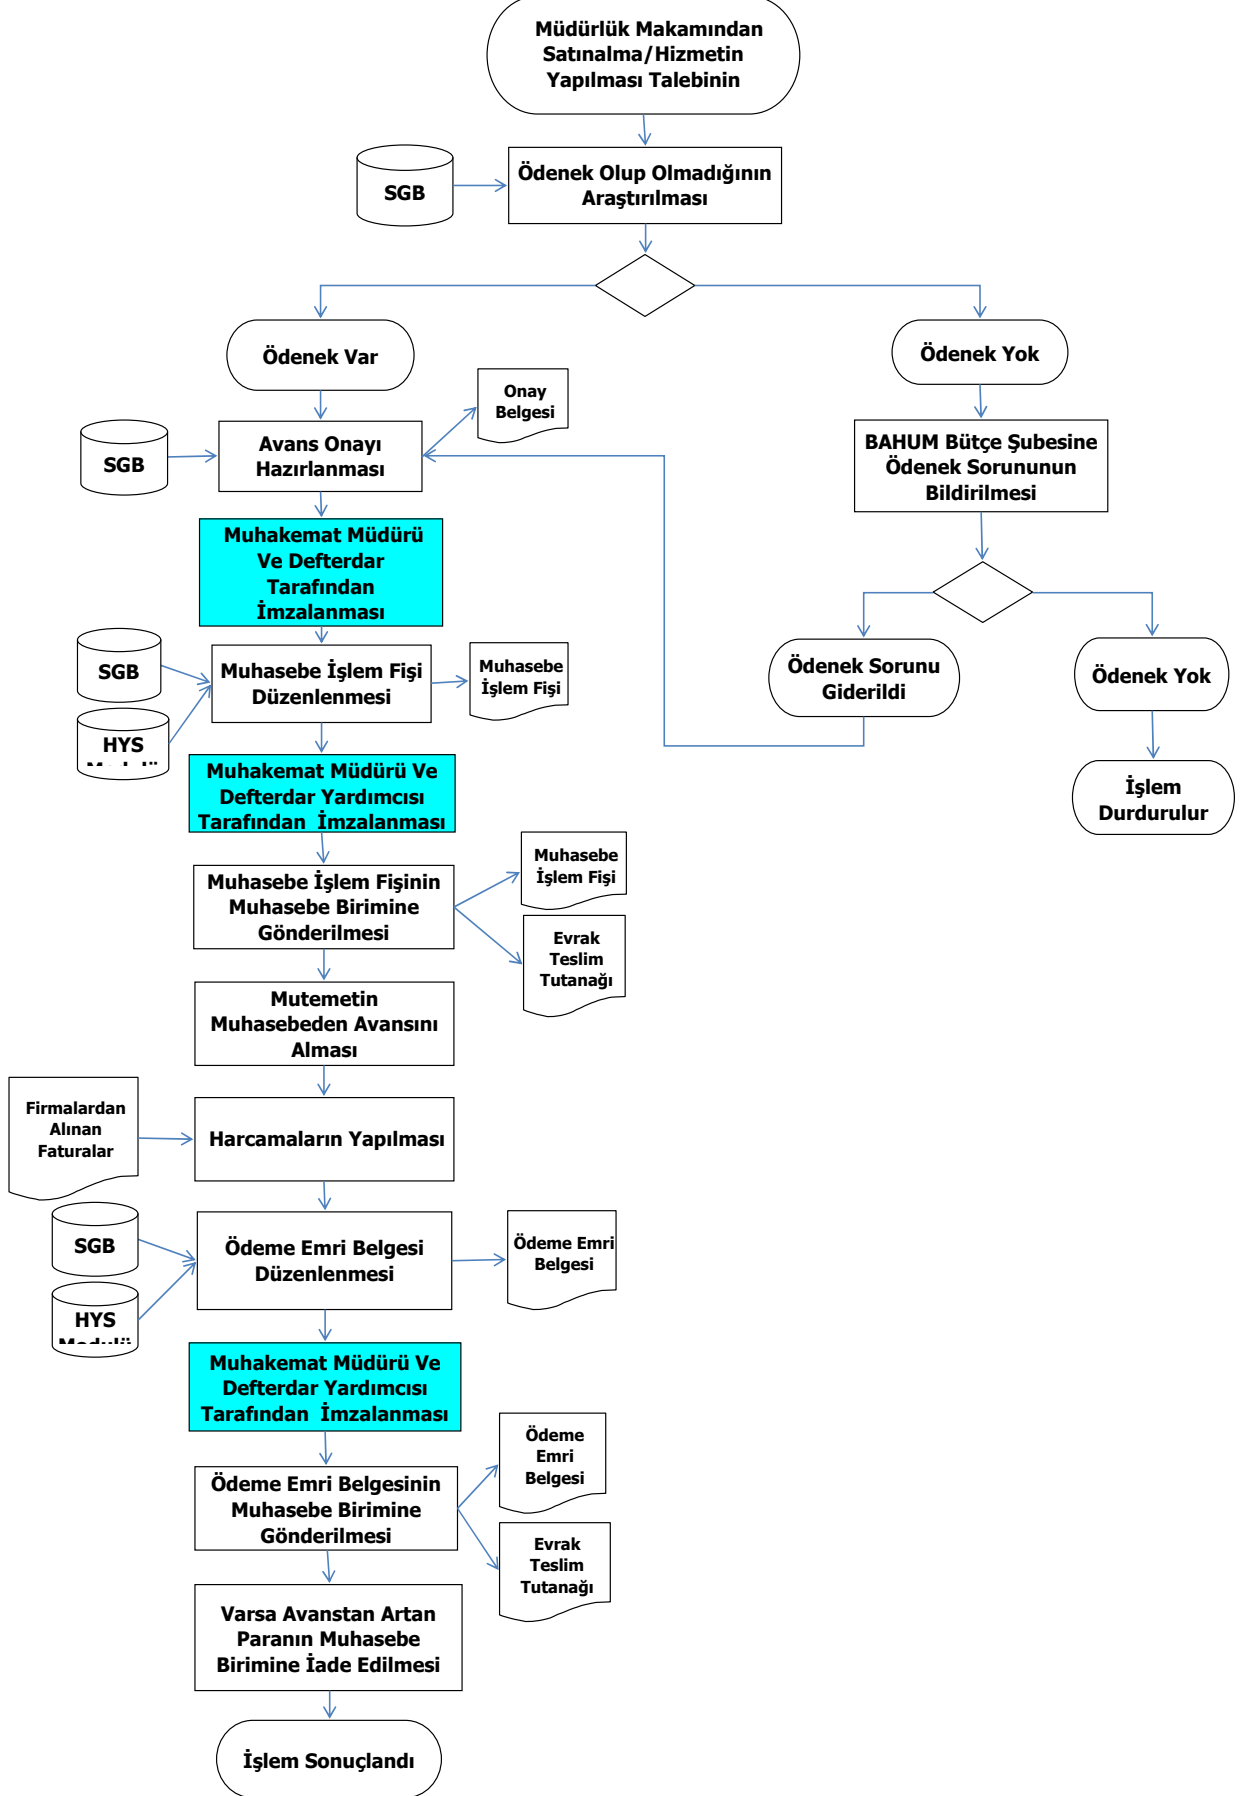 Müdürlük Makamından
Satınalma/Hizmetin
Yapılması Talebinin
SGB
Ödenek Olup Olmadığının
Araştırılması
Ödenek Var
Ödenek Yok
Onay
Belgesi
SGB
Avans Onayı
Hazırlanması
BAHUM Bütçe Şubesine
Ödenek Sorununun
Bildirilmesi
Muhakemat Müdürü
Ve Defterdar
Tarafından
İmzalanması
SGB
HYS
Muhasebe İşlem Fişi
Düzenlenmesi
Muhasebe
İşlem Fişi
Ödenek Sorunu
Giderildi
Ödenek Yok
İşlem
Durdurulur
Muhakemat Müdürü Ve
Defterdar Yardımcısı
Tarafından İmzalanması
Muhasebe İşlem Fişinin
Muhasebe Birimine
Gönderilmesi
Muhasebe
İşlem Fişi
Evrak
Teslim
Tutanağı
Mutemetin
Muhasebeden Avansını
Alması
Firmalardan
Alınan
Faturalar
Harcamaların Yapılması
SGB
HYS
Modulü
Ödeme Emri Belgesi
Düzenlenmesi
Ödeme Emri
Belgesi
Muhakemat Müdürü Ve
Defterdar Yardımcısı
Tarafından İmzalanması
Ödeme Emri Belgesinin
Muhasebe Birimine
Gönderilmesi
Ödeme
Emri
Belgesi
Evrak
Teslim
Tutanağı
Varsa Avanstan Artan
Paranın Muhasebe
Birimine İade Edilmesi
İşlem Sonuçlandı